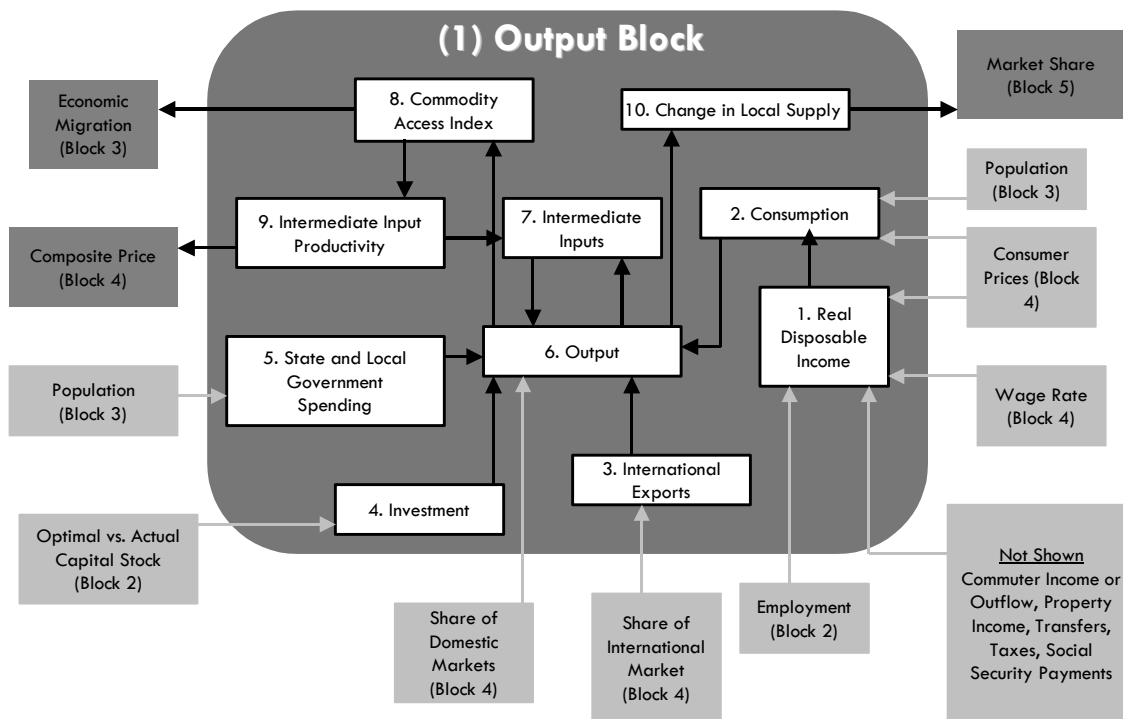 (1) Output Block
Economic
Migration
(Block 3)
8. Commodity
Access Index
10. Change in Local Supply
Market Share
(Block 5)
Composite Price
(Block 4)
9. Intermediate Input
Productivity
7. Intermediate
Inputs
2. Consumption
Population
(Block 3)
Consumer
Prices (Block
4)
1. Real
Disposable
Income
6. Output
5. State and Local
Government
Spending
Population
(Block 3)
Wage Rate
(Block 4)
3. International
Exports
4. Investment
Optimal vs. Actual
Capital Stock
(Block 2)
Share of
Domestic
Markets
(Block 4)
Share of
International
Market
(Block 4)
Employment
(Block 2)
Not Shown
Commuter Income or
Outflow, Property
Income, Transfers,
Taxes, Social
Security Payments